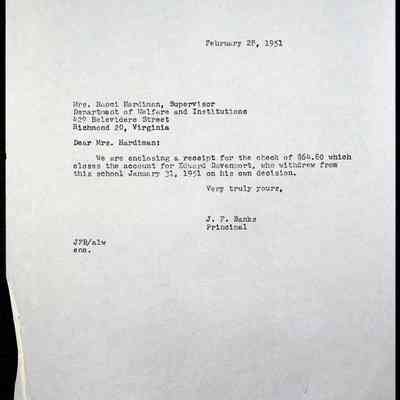 February 28, 1951
Mrs. Naomi Hardiman, Supervisor
Department of Welfare and Institutions
429 Belevidere Street
Richmond 20, Virginia
Dear Mrs. Hardiman:
We are enclosing a receipt for the check of $64.60 which
closes the account for Edward Davenport, who withdrew from
this school January 31, 1951 on his own decision.
Very truly yours,
J. F. Banks
Principal
JFB/alw
enc.